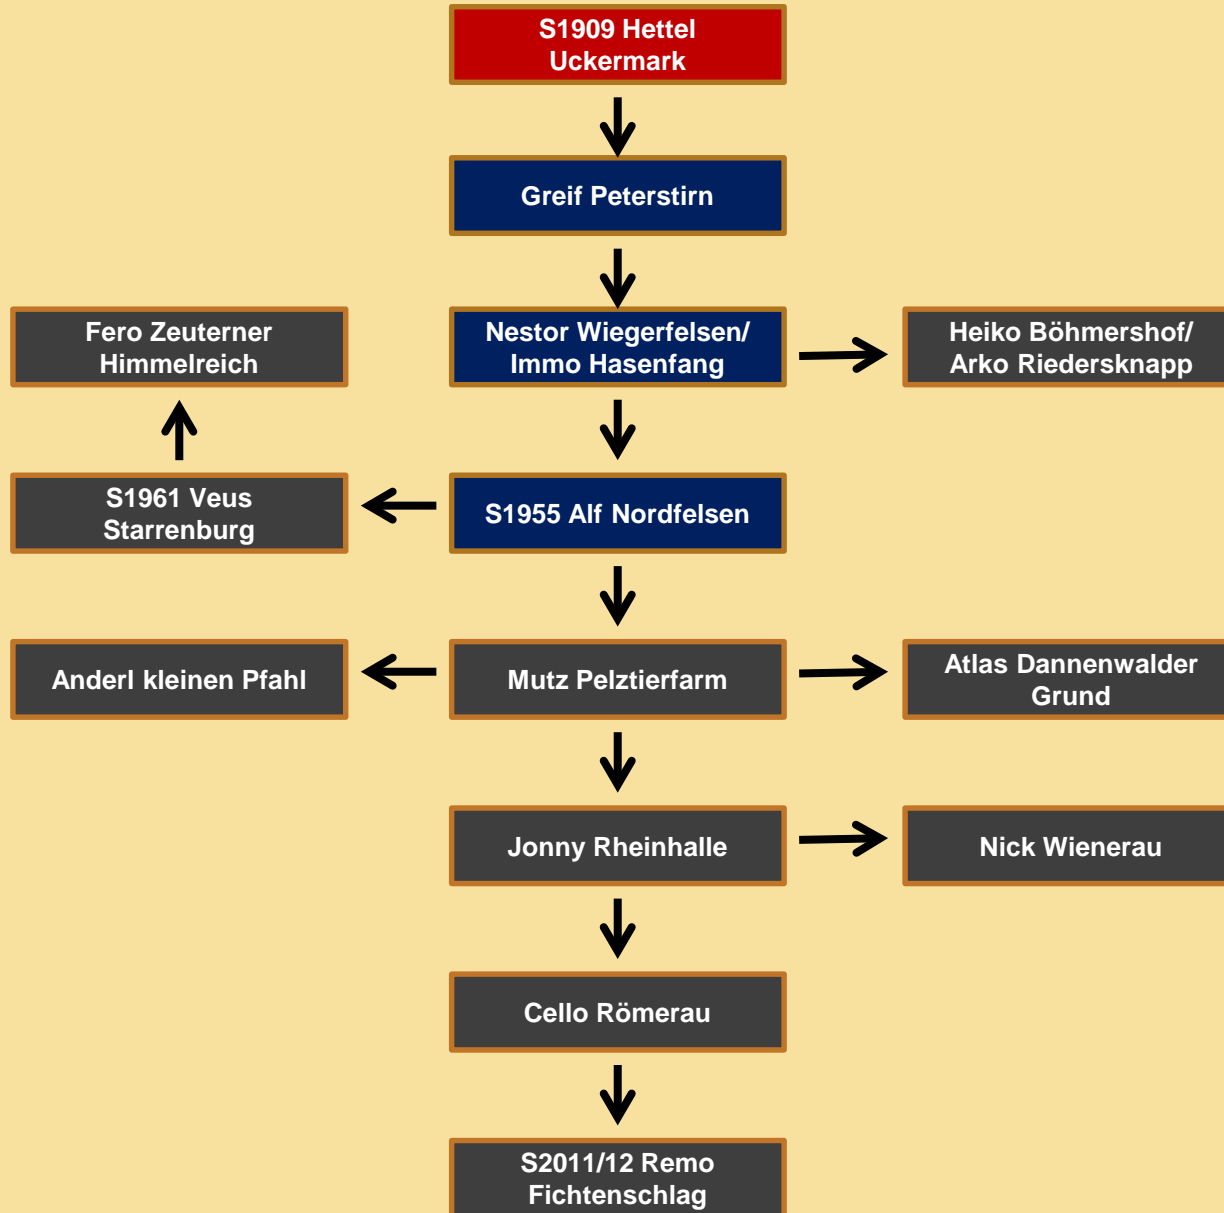 S1909 Hettel
Uckermark
Greif Peterstirn
Fero Zeuterner
Himmelreich
Nestor Wiegerfelsen/
Immo Hasenfang
Heiko Böhmershof/
Arko Riedersknapp
S1961 Veus
Starrenburg
S1955 Alf Nordfelsen
Anderl kleinen Pfahl
Mutz Pelztierfarm
Atlas Dannenwalder
Grund
Jonny Rheinhalle
Nick Wienerau
Cello Römerau
S2011/12 Remo
Fichtenschlag